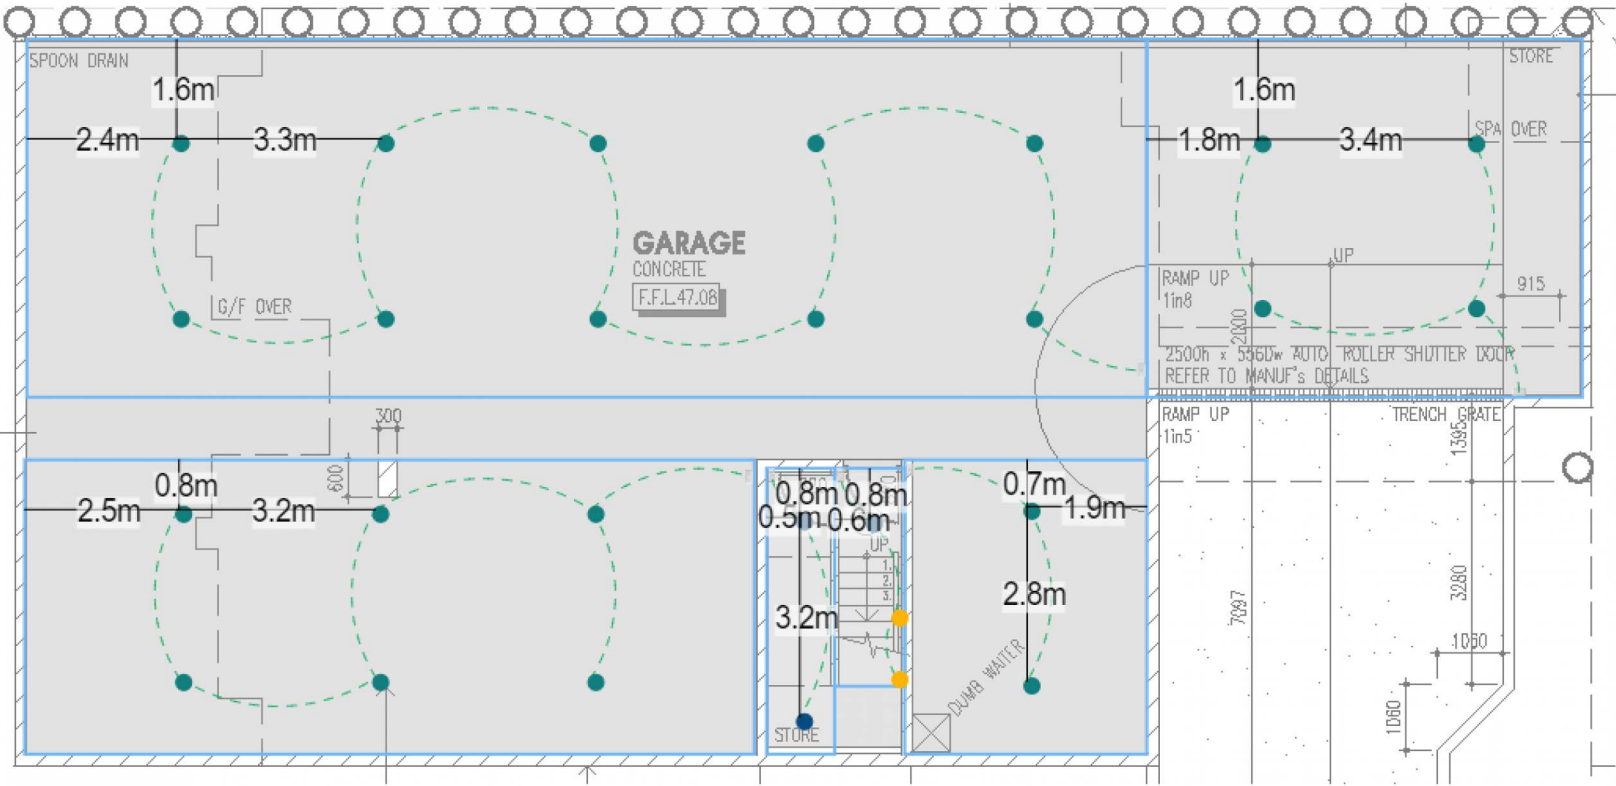 SPOON DRAIN
STORE
1.6m
1.6m
2.4m
3.3m
1.8m
3.4m
SPA OVER
GARAGE
CONCRETE
F.F.L.47.08
G/F OVER
UP
RAMP UP
1in8
915
2000
2500h x 5560w AUTO ROLLER SHUTTER DOOR
REFER TO MANUF's DETAILS
300
RAMP UP
1in5
TRENCH GRATE
1395
600
0.8m
2.5m
3.2m
0.8m
0.8m
0.5m
0.6m
0.7m
1.9m
UP
1.
2.
3.
3.2m
2.8m
7097
3280
1060
1060
DUMB WAITER
STORE